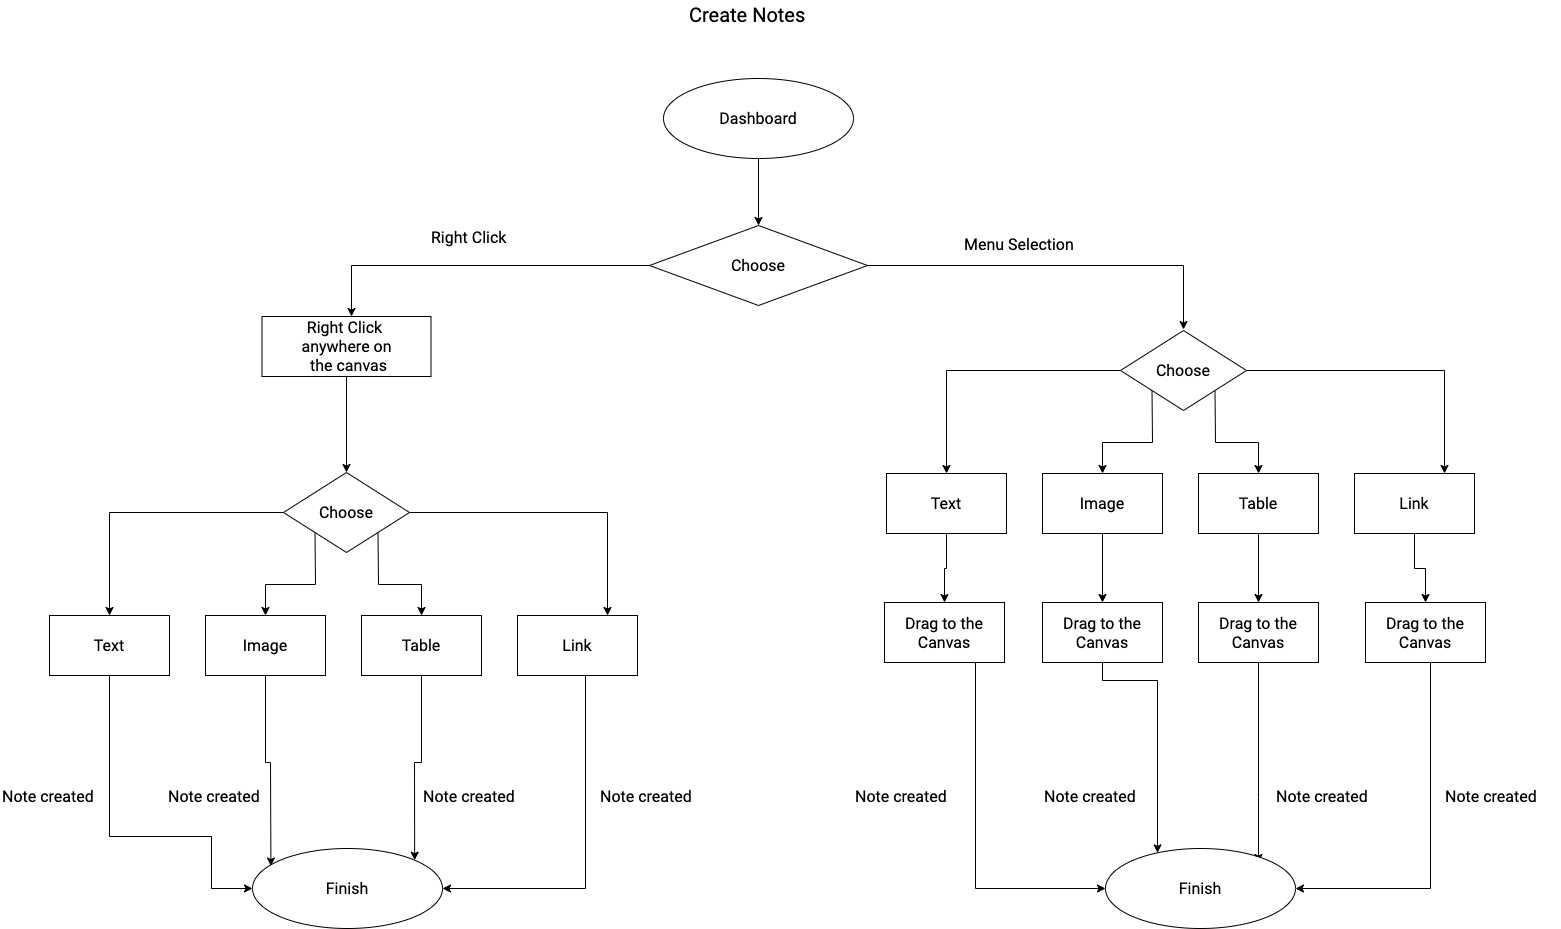 Create Notes
Dashboard
Right Click
Menu Selection
Choose
Right Click
anywhere on
the canvas
Choose
Choose
Text
Image
Table
Link
Text
Image
Table
Link
Drag to the
Canvas
Drag to the
Canvas
Drag to the
Canvas
Drag to the
Canvas
Note created
Note created
Note created
Note created
Note created
Note created
Note created
Note created
Finish
Finish